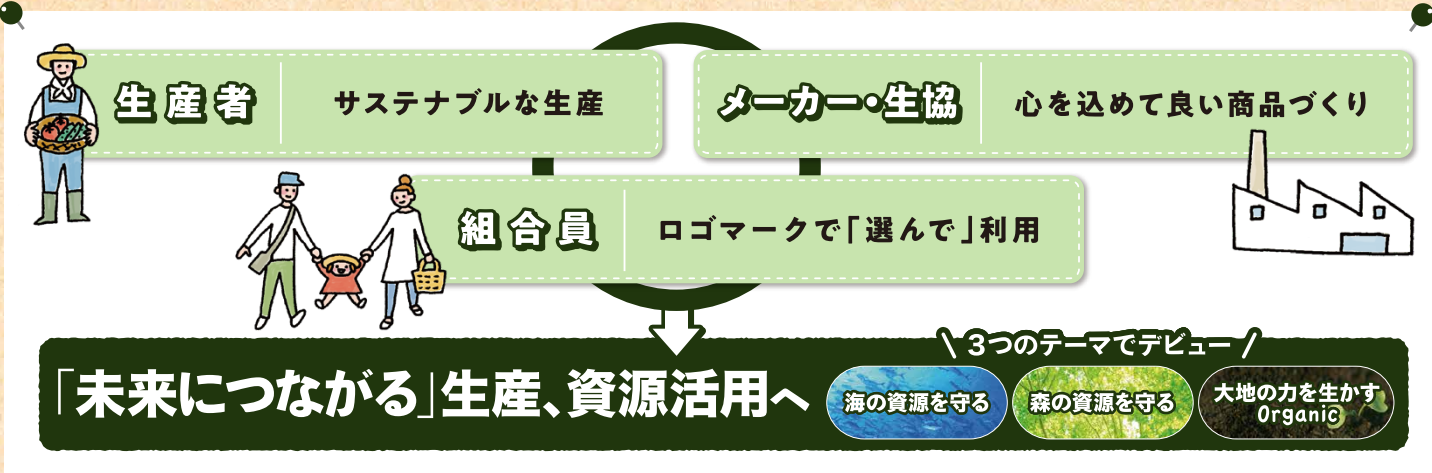 生産者
サステナブルな生産
メーカー・生協
心を込めて良い商品づくり
組合員
ロゴマークで「選んで」利用
3つのテーマでデビュー
「未来につながる」生産、資源活用へ
海の資源を守る
森の資源を守る
大地の力を生かす
Organic